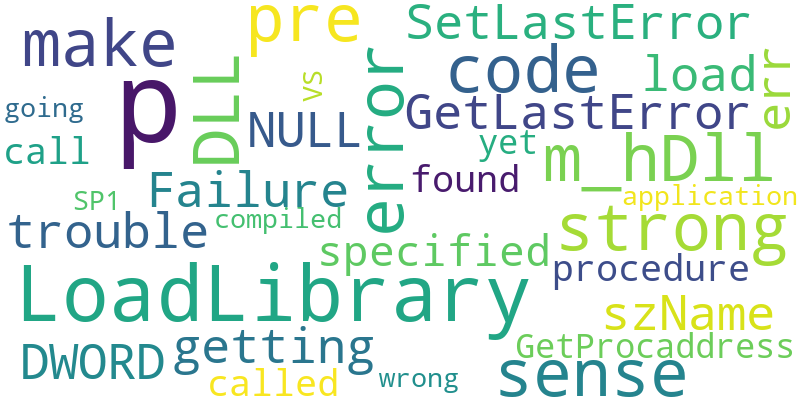 make
pre
SetLastError
p
DLL
vs
error
code
load
err
going
NULL
GetLastError
call
yet
m_hDll
Failure
found
SP1
application
trouble
compiled
strong
specified
procedure
LoadLibrary
szName
getting
GetProcaddress
DWORD
called
wrong
sense